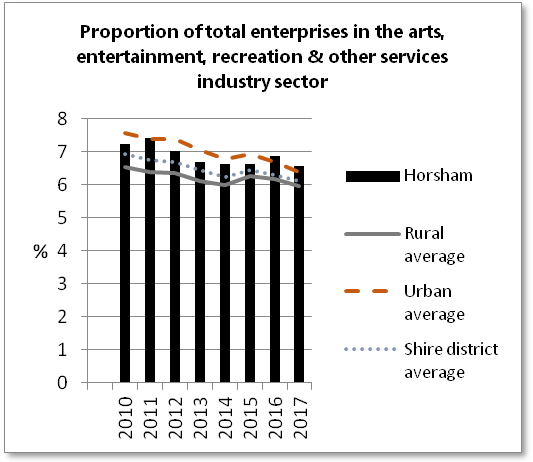 Proportion of total enterprises in the arts,
entertainment, recreation & other services
industry sector
8
7
6
5
% 4
3
2
1
0
2010
2011
2012
2013
2014
2015
2016
2017
Horsham
Rural
average
Urban
average
Shire district
average